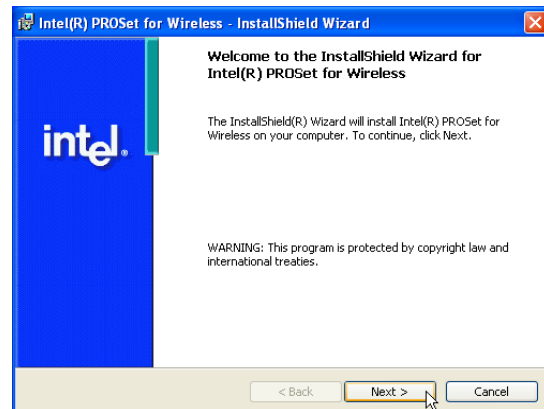 Intel(R) PROSet for Wireless - InstallShield Wizard
Welcome to the InstallShield Wizard for
Intel(R) PROSet for Wireless
The InstallShield(R) Wizard will install Intel(R) PROSet for
Wireless on your computer. To continue, click Next.
intel.
WARNING: This program is protected by copyright law and
international treaties.
< Back
Next >
Cancel